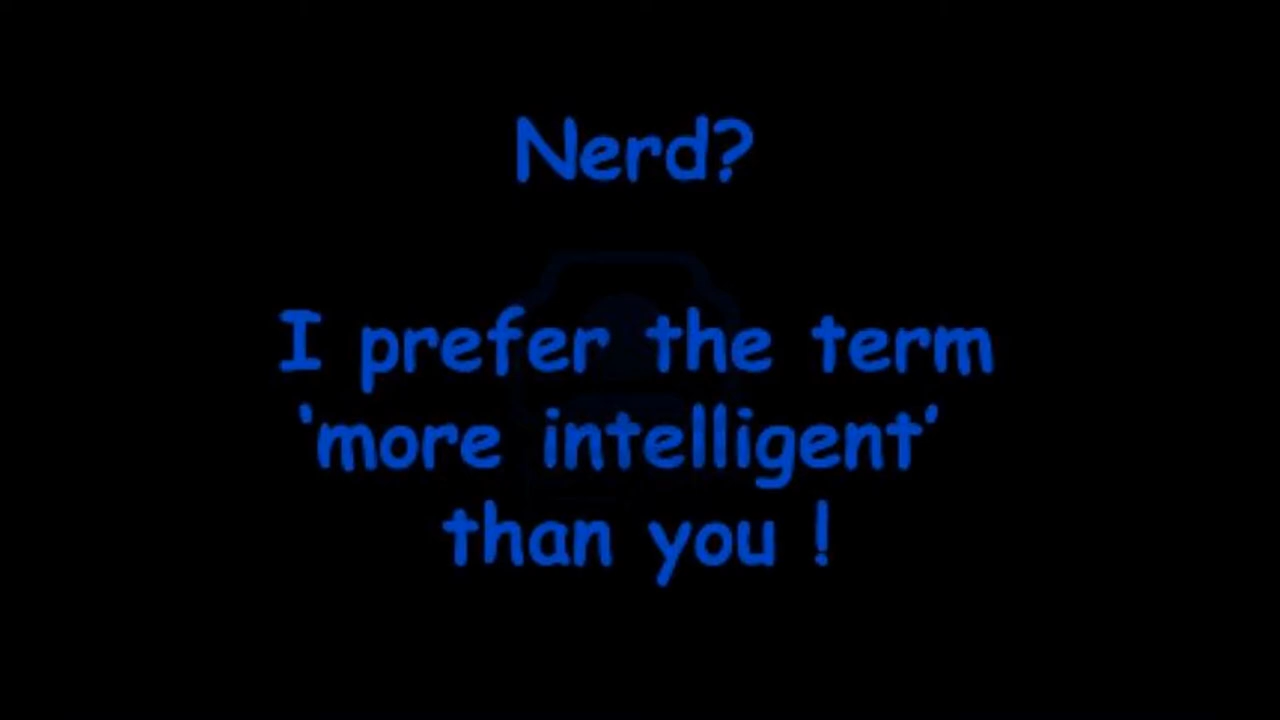 Nerd?
I prefer the term
‘more intelligent’
than you !